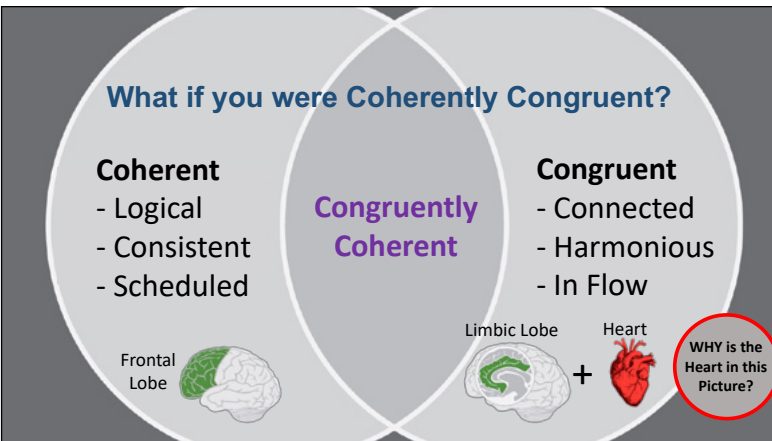 What if you were Coherently Congruent?
Coherent
- Logical
- Consistent
- Scheduled
Congruently
Coherent
Congruent
- Connected
- Harmonious
- In Flow
Frontal
Lobe
Limbic Lobe
+
Heart
WHY is the
Heart in this
Picture?